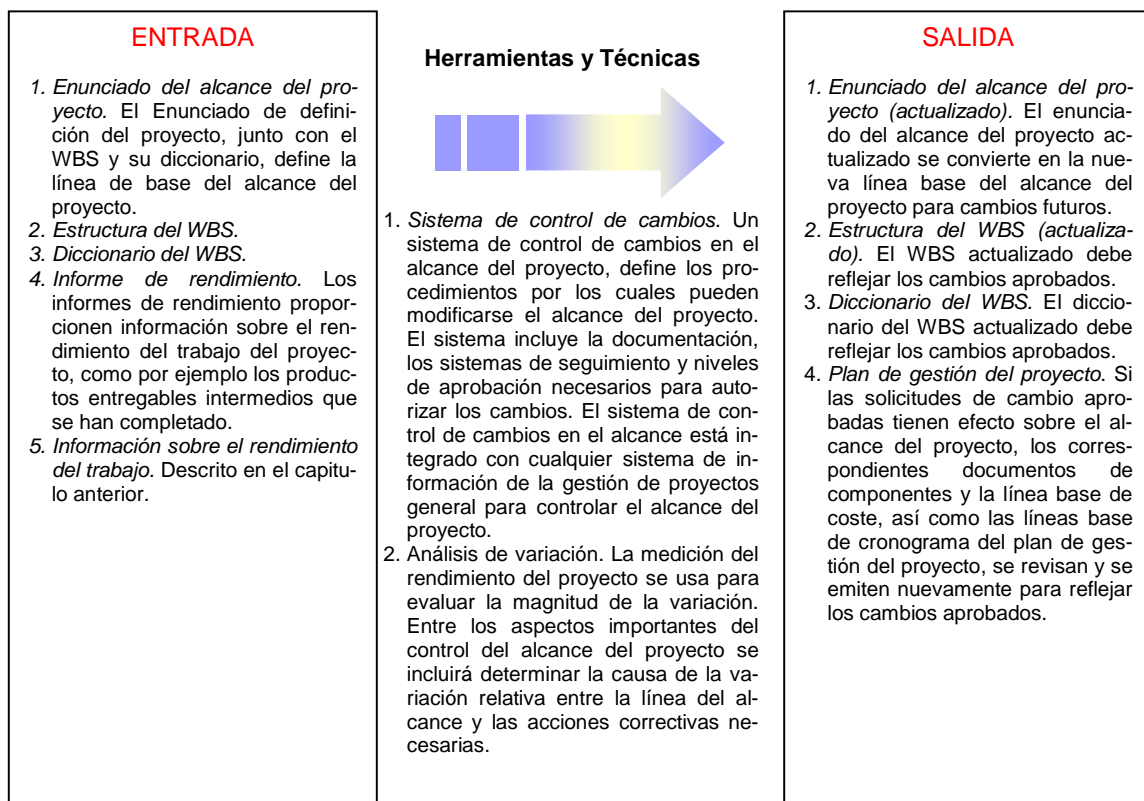 ENTRADA
1. Enunciado del alcance del pro-
yecto. El Enunciado de defini-
ción del proyecto, junto con el
WBS y su diccionario, define la
línea de base del alcance del
proyecto.
2. Estructura del WBS.
3. Diccionario del WBS.
4. Informe de rendimiento. Los
informes de rendimiento propor-
cionen información sobre el ren-
dimiento del trabajo del proyec-
to, como por ejemplo los produc-
tos entregables intermedios que
se han completado.
5. Información sobre el rendimiento
del trabajo. Descrito en el capitu-
lo anterior.
Herramientas y Técnicas
1. Sistema de control de cambios. Un
sistema de control de cambios en el
alcance del proyecto, define los pro-
cedimientos por los cuales pueden
modificarse el alcance del proyecto.
El sistema incluye la documentación,
los sistemas de seguimiento y niveles
de aprobación necesarios para auto-
rizar los cambios. El sistema de con-
trol de cambios en el alcance está in-
tegrado con cualquier sistema de in-
formación de la gestión de proyectos
general para controlar el alcance del
proyecto.
2. Análisis de variación. La medición del
rendimiento del proyecto se usa para
evaluar la magnitud de la variación.
Entre los aspectos importantes del
control del alcance del proyecto se
incluirá determinar la causa de la va-
riación relativa entre la línea del al-
cance y las acciones correctivas ne-
cesarias.
SALIDA
1. Enunciado del alcance del pro-
yecto (actualizado). El enuncia-
do del alcance del proyecto ac-
tualizado se convierte en la nue-
va línea base del alcance del
proyecto para cambios futuros.
2. Estructura del WBS (actualiza-
do). El WBS actualizado debe
reflejar los cambios aprobados.
3. Diccionario del WBS. El diccio-
nario del WBS actualizado debe
reflejar los cambios aprobados.
4. Plan de gestión del proyecto. Si
las solicitudes de cambio apro-
badas tienen efecto sobre el al-
cance del proyecto, los corres-
pondientes documentos de
componentes y la línea base de
coste, así como las líneas base
de cronograma del plan de ges-
tión del proyecto, se revisan y se
emiten nuevamente para reflejar
los cambios aprobados.